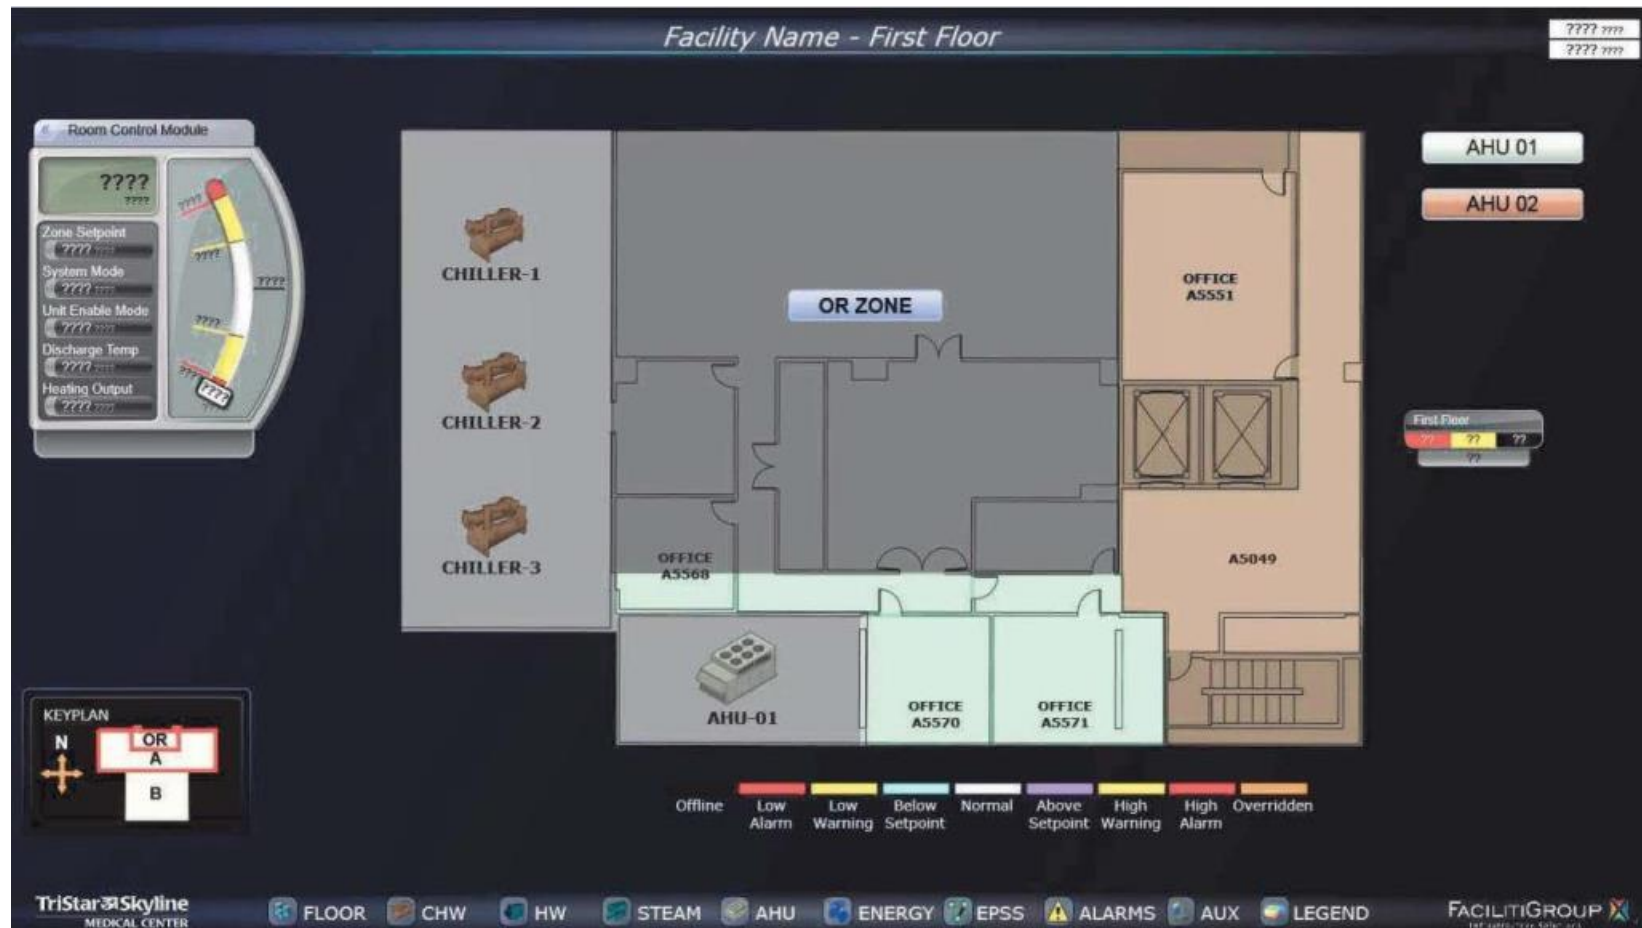 Facility Name - First Floor
???? ????
???? ????
Room Control Module
????
????
Zone Setpoint
???? ????
System Mode
???? ????
Unit Enable Mode
???? ????
Discharge Temp
???? ????
Heating Output
???? ????
????
????
????
????
????
AHU 01
AHU 02
CHILLER-1
CHILLER-2
CHILLER-3
OR ZONE
OFFICE
A5551
First Floor
?? ?? ??
??
OFFICE
A5568
A5049
AHU-01
OFFICE
A5570
OFFICE
A5571
KEYPLAN
N
OR
A
B
Offline
Low
Alarm
Low
Warning
Below
Setpoint
Normal
Above
Setpoint
High
Warning
High
Alarm
Overridden
TriStar Skyline
MEDICAL CENTER
FLOOR CHW HW STEAM AHU ENERGY EPSS ALARMS AUX LEGEND
FACILITIGROUP